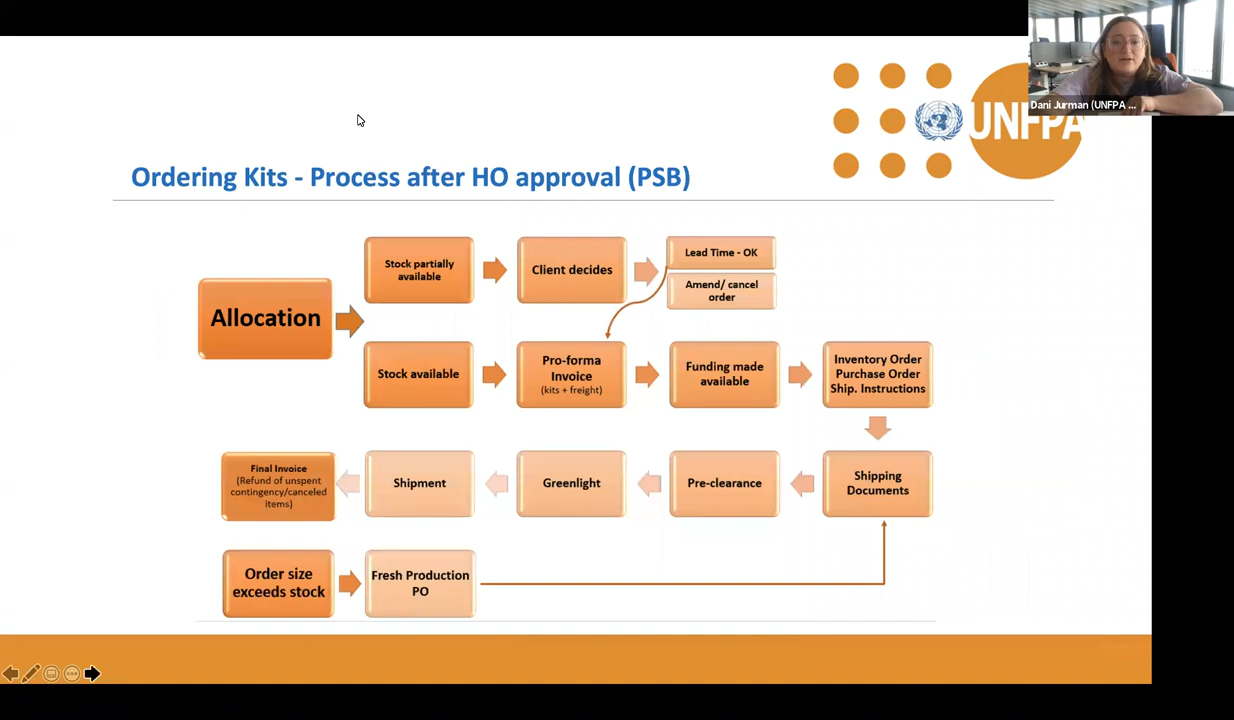 Dani Jurman (UNFPA ...
UNFPA
Ordering Kits - Process after HO approval (PSB)
Allocation
Stock partially
available
Client decides
Lead Time - OK
Amend/ cancel
order
Stock available
Pro-forma
Invoice
(kits + freight)
Funding made
available
Inventory Order
Purchase Order
Ship. Instructions
Final Invoice
(Refund of unspent
contingency/canceled
items)
Shipment
Greenlight
Pre-clearance
Shipping
Documents
Order size
exceeds stock
Fresh Production
PO